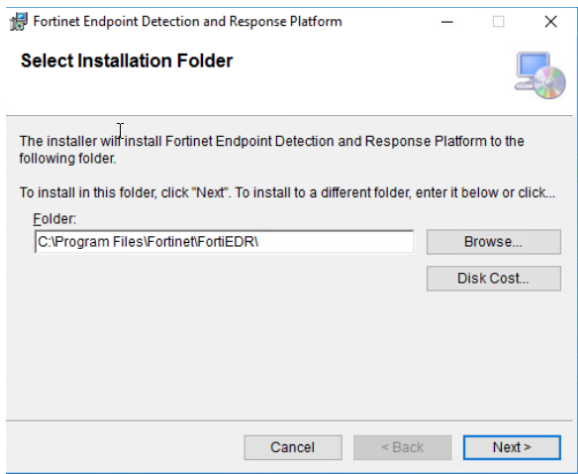 Fortinet Endpoint Detection and Response Platform
Select Installation Folder
The installer will install Fortinet Endpoint Detection and Response Platform to the
following folder.
To install in this folder, click "Next". To install to a different folder, enter it below or click...
Folder:
C:\Program Files\Fortinet\FortiEDR\
Browse...
Disk Cost...
Cancel
< Back
Next >